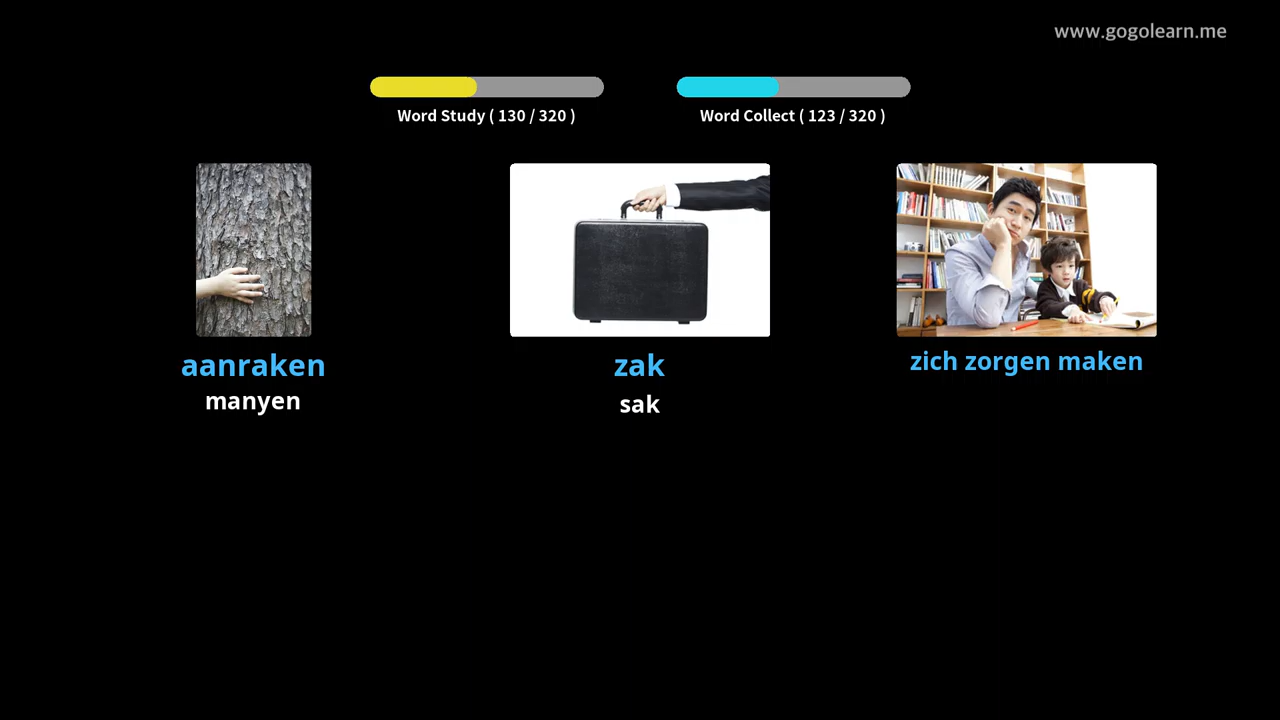 www.gogolearn.me
Word Study ( 130 / 320 )
Word Collect ( 123 / 320 )
aanraken
manyen
zak
sak
zich zorgen maken